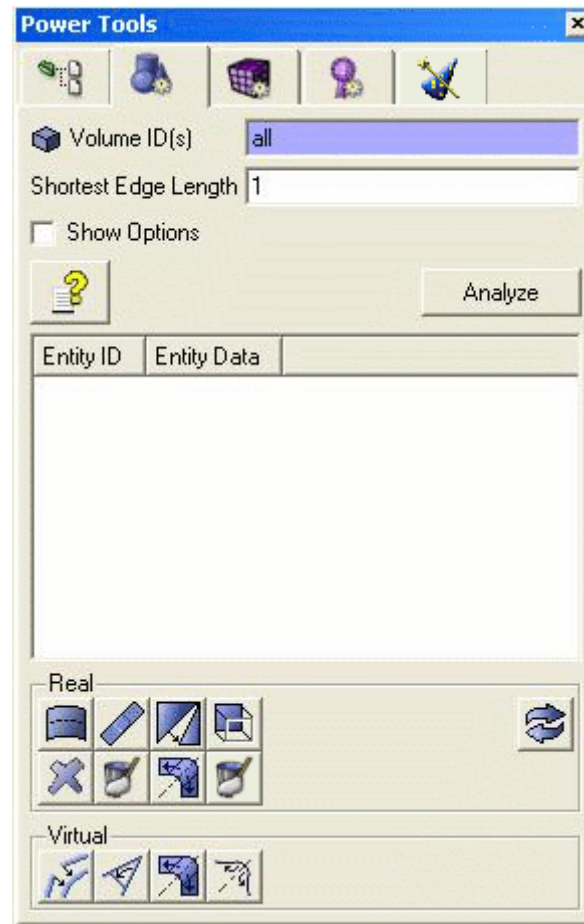 Power Tools
Volume ID(s) all
Shortest Edge Length 1
Show Options
Analyze
Entity ID Entity Data
Real
Virtual